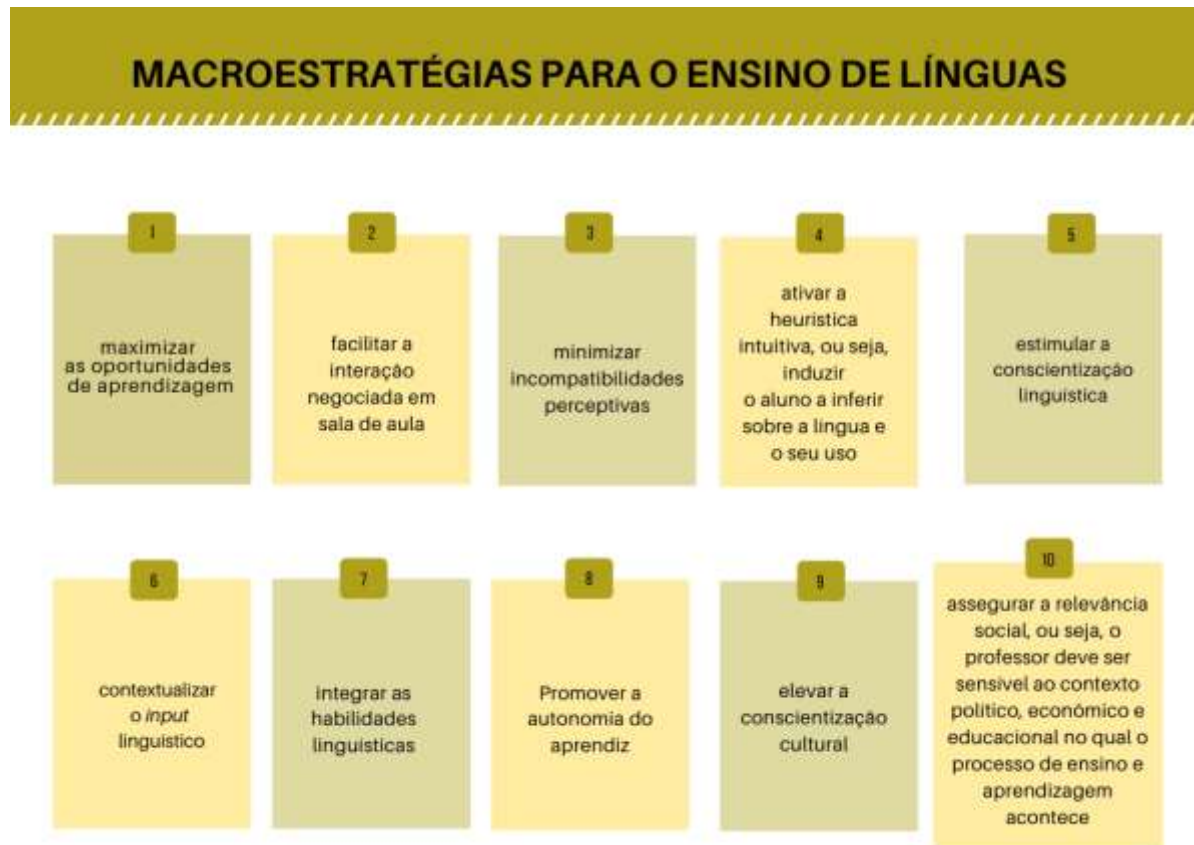 MACROESTRATÉGIAS PARA O ENSINO DE LÍNGUAS
1
maximizar
as oportunidades
de aprendizagem
2
facilitar a
interação
negociada em
sala de aula
3
minimizar
incompatibilidades
perceptivas
4
ativar a
heurística
intuitiva, ou seja,
induzir
o aluno a inferir
sobre a língua e
o seu uso
5
estimular a
conscientização
linguística
6
contextualizar
o input
linguístico
7
integrar as
habilidades
linguísticas
8
Promover a
autonomia do
aprendiz
9
elevar a
conscientização
cultural
10
assegurar a relevância
social, ou seja, o
professor deve ser
sensível ao contexto
político, econômico e
educacional no qual o
processo de ensino e
aprendizagem
acontece